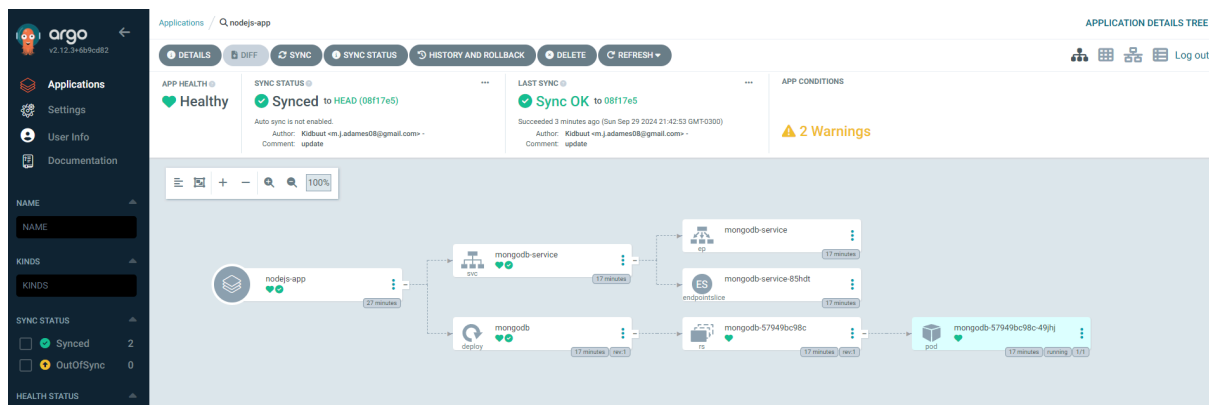 argo
v2.12.3+6b9cd82
Applications
Settings
User Info
Documentation
NAME
NAME
KINDS
KINDS
SYNC STATUS
Synced 2
OutOfSync 0
HEALTH STATUS
Applications / nodejs-app
APPLICATION DETAILS TREE
DETAILS DIFF SYNC SYNC STATUS HISTORY AND ROLLBACK DELETE REFRESH
Log out
APP HEALTH
Healthy
SYNC STATUS
Synced to HEAD (08f17e5)
Auto sync is not enabled.
Author: Kidbuut <m.j.adames08@gmail.com> -
Comment: update
LAST SYNC
Sync OK to 08f17e5
Succeeded 3 minutes ago (Sun Sep 29 2024 21:42:53 GMT-0300)
Author: Kidbuut <m.j.adames08@gmail.com> -
Comment: update
APP CONDITIONS
2 Warnings
100%
nodejs-app
27 minutes
mongodb-service
svc
17 minutes
mongodb
deploy
17 minutes rev:1
mongodb-service
ep
17 minutes
ES
mongodb-service-85hdt
endpointslice
17 minutes
mongodb-57949bc98c
rs
17 minutes rev:1
mongodb-57949bc98c-49jhj
pod
17 minutes running 1/1